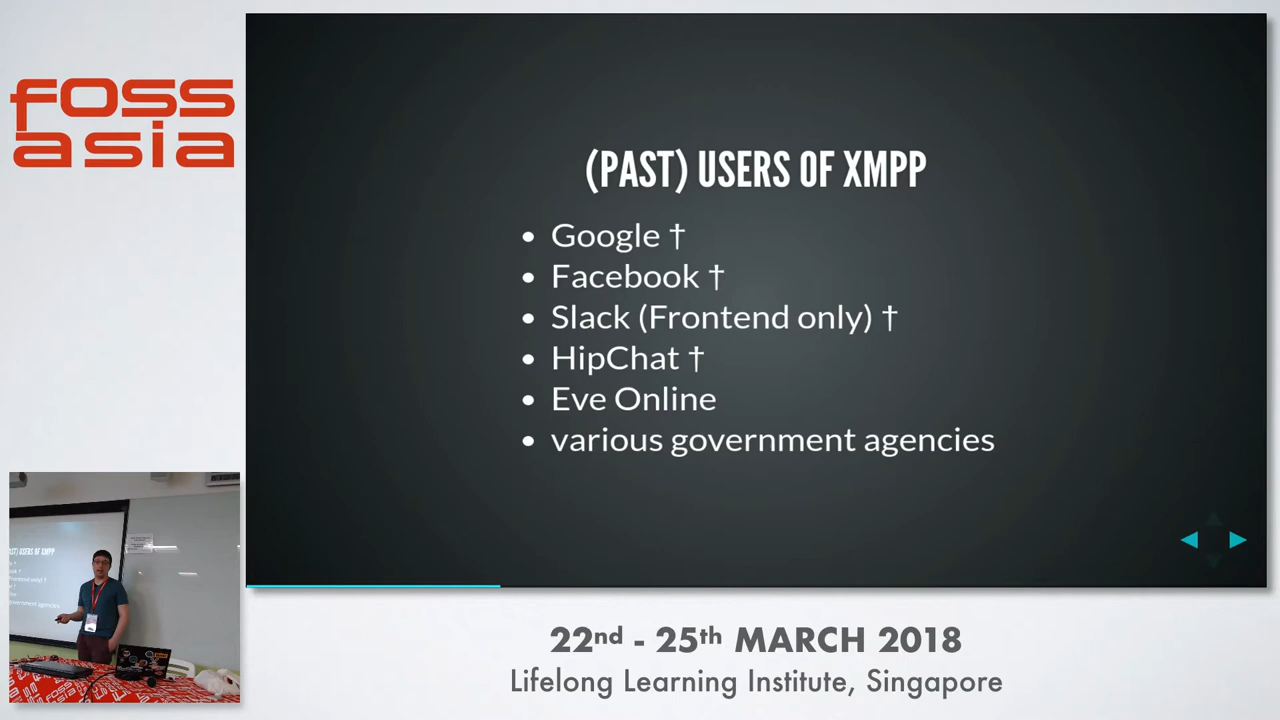 foss
asia
(PAST) USERS OF XMPP
• Google †
• Facebook †
• Slack (Frontend only) †
• HipChat †
• Eve Online
• various government agencies
22nd - 25th MARCH 2018
Lifelong Learning Institute, Singapore